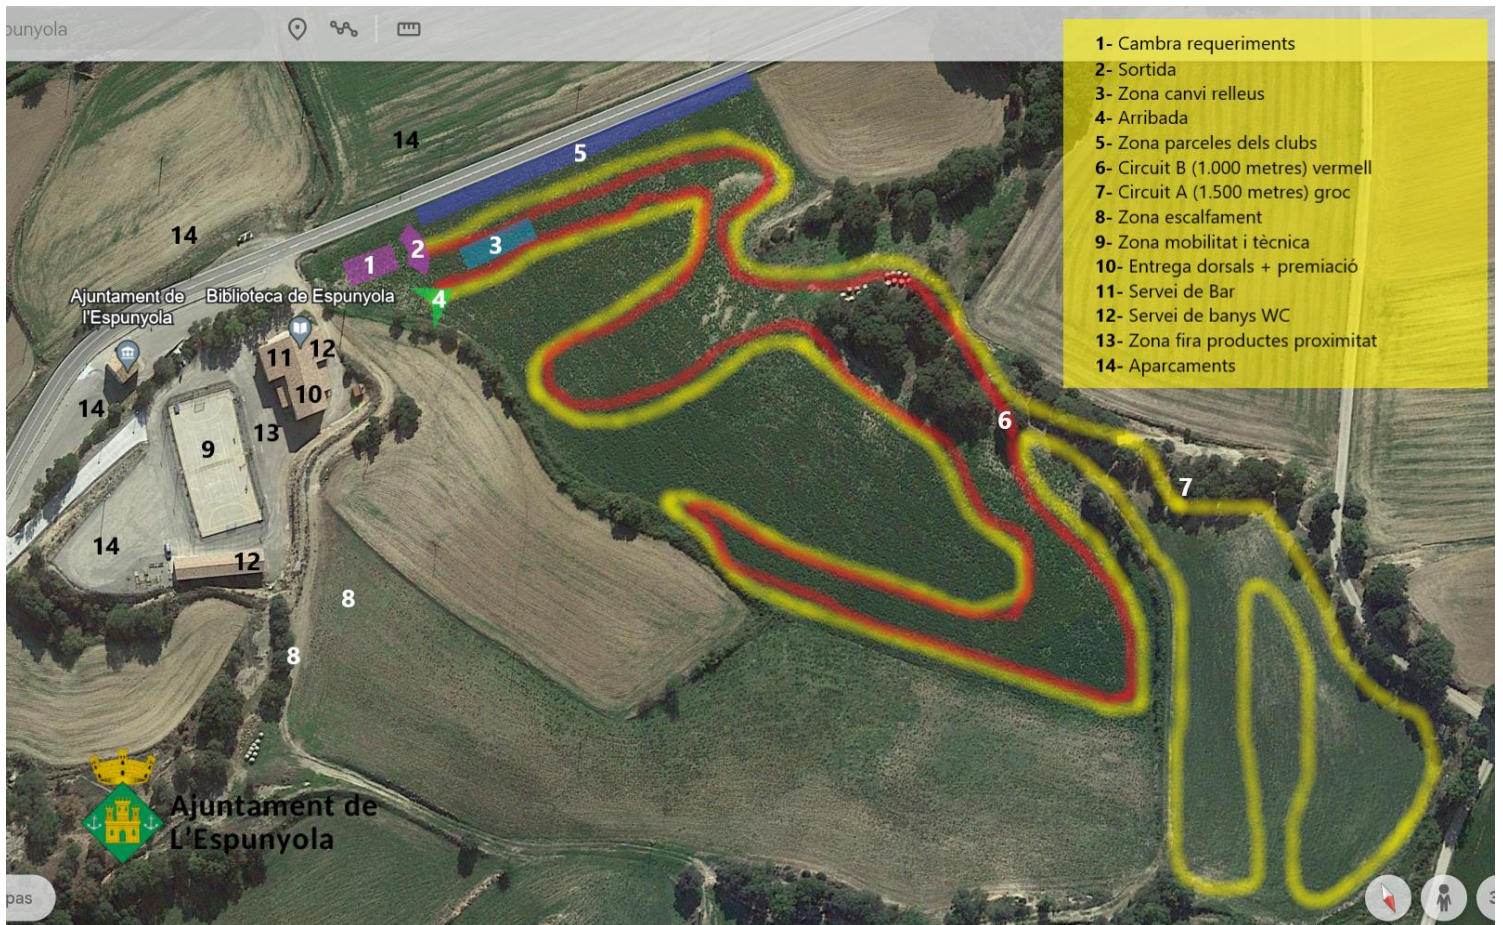 punyola
1- Cambra requeriments
2- Sortida
3- Zona canvi relleus
4- Arribada
5- Zona parceles dels clubs
6- Circuit B (1.000 metres) vermell
7- Circuit A (1.500 metres) groc
8- Zona escalfament
9- Zona mobilitat i tècnica
10- Entrega dorsals + premiació
11- Servei de Bar
12- Servei de banys WC
13- Zona fira productes proximitat
14- Aparcaments
14
5
14
2
3
1
Ajuntament de
l'Espunyola
Biblioteca de Espunyola
4
11
12
10
14
13
9
6
7
14
12
8
8
Ajuntament de
L'Espunyola
pas
3